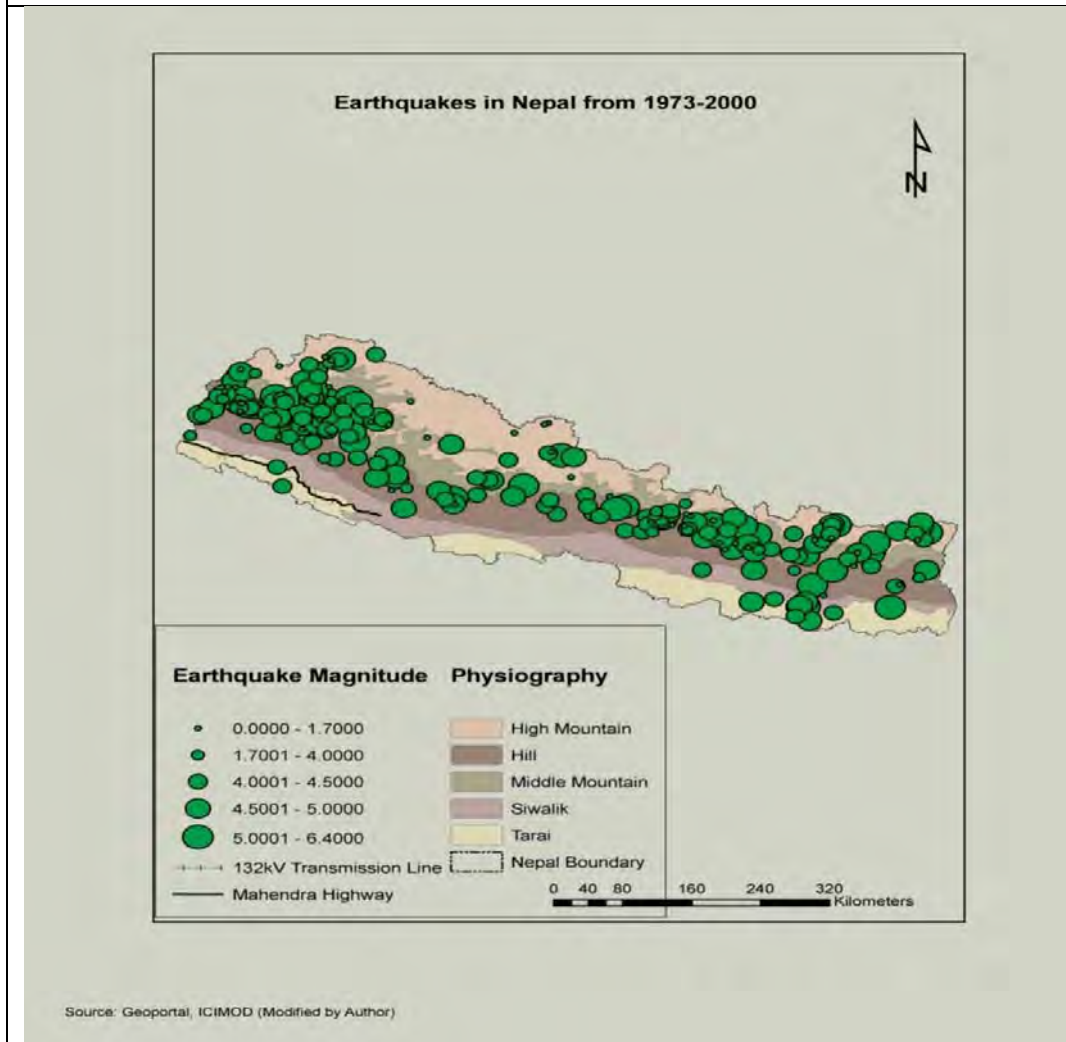 Earthquakes in Nepal from 1973-2000
N
Earthquake Magnitude
0.0000 - 1.7000
1.7001 - 4.0000
4.0001 - 4.5000
4.5001 - 5.0000
5.0001 - 6.4000
132kV Transmission Line
Mahendra Highway
Physiography
High Mountain
Hill
Middle Mountain
Siwalik
Tarai
Nepal Boundary
0 40 80 160 240 320
Kilometers
Source: Geoportal, ICIMOD (Modified by Author)